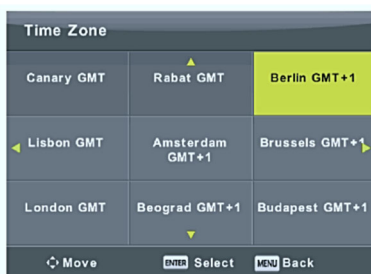 Time Zone
Canary GMT
Rabat GMT
Berlin GMT+1
Lisbon GMT
Amsterdam
GMT+1
Brussels GMT+1
London GMT
Beograd GMT+1
Budapest GMT+1
Move
ENTER Select
MENU Back